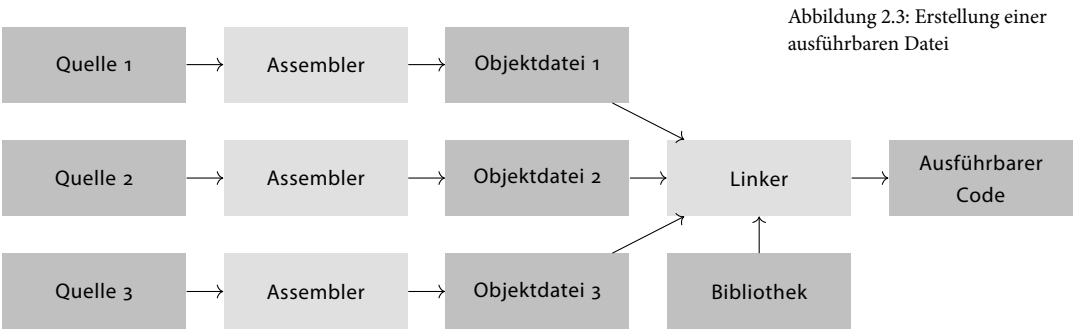 Abbildung 2.3: Erstellung einer
ausführbaren Datei
Quelle 1
Assembler
Objektdatei 1
Quelle 2
Assembler
Objektdatei 2
Linker
Ausführbarer
Code
Quelle 3
Assembler
Objektdatei 3
Bibliothek